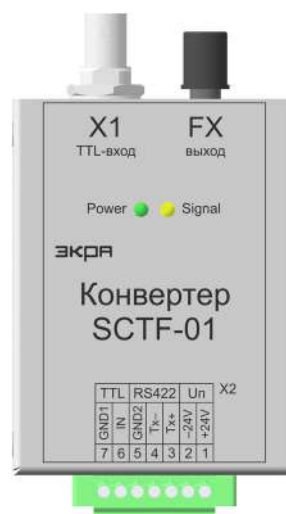 X1 FX
TTL-вход выход
Power Signal
ЭКРА
Конвертер
SCTF-01
TTL RS422 Un X2
GND1 IN GND2 Tx– Tx+ –24V +24V
7 6 5 4 3 2 1